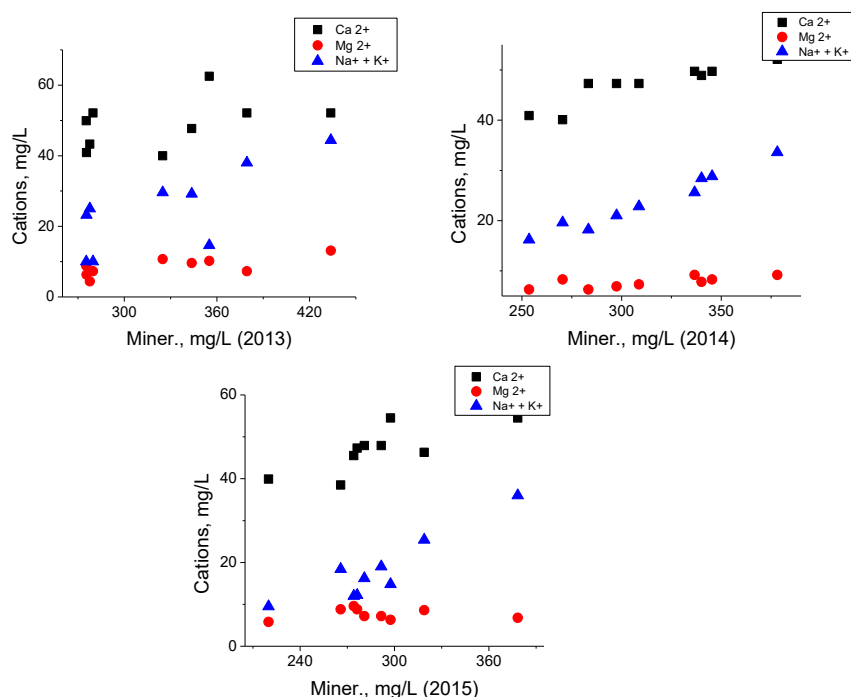 Ca 2+
Mg 2+
Na+ + K+
60
40
20
0
Cations, mg/L
300
360
420
Miner., mg/L (2013)
Ca 2+
Mg 2+
Na+ + K+
40
20
Cations, mg/L
250
300
350
Miner., mg/L (2014)
Ca 2+
Mg 2+
Na+ + K+
60
40
20
0
Cations, mg/L
240
300
360
Miner., mg/L (2015)